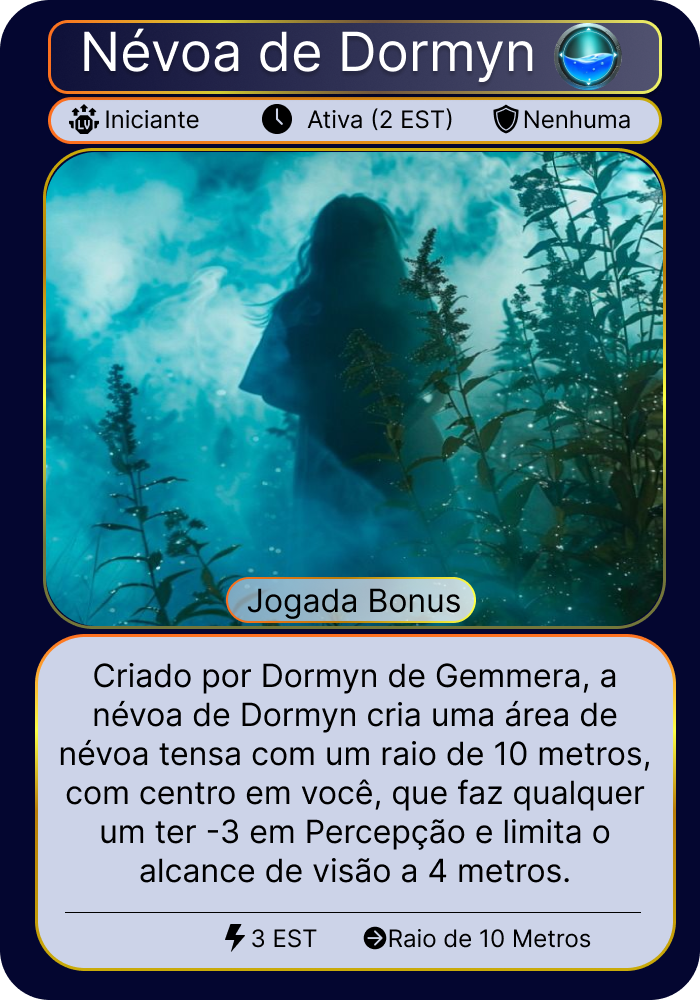 Névoa de Dormyn
LV Iniciante Ativa (2 EST) Nenhuma
Jogada Bonus
Criado por Dormyn de Gemmera, a
névoa de Dormyn cria uma área de
névoa tensa com um raio de 10 metros,
com centro em você, que faz qualquer
um ter -3 em Percepção e limita o
alcance de visão a 4 metros.
3 EST Raio de 10 Metros